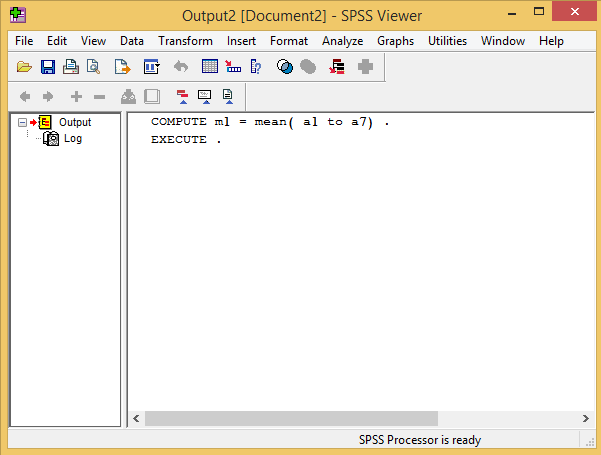 Output2 [Document2] - SPSS Viewer
File Edit View Data Transform Insert Format Analyze Graphs Utilities Window Help
Output
Log
COMPUTE m1 = mean( a1 to a7) .
EXECUTE .
SPSS Processor is ready